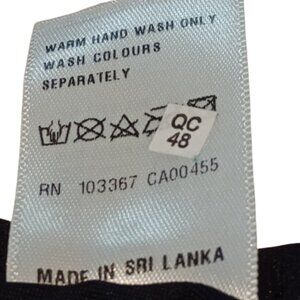 WARM HAND WASH ONLY
WASH COLOURS
SEPARATELY
QC
48
RN 103367 CA00455
MADE IN SRI LANKA